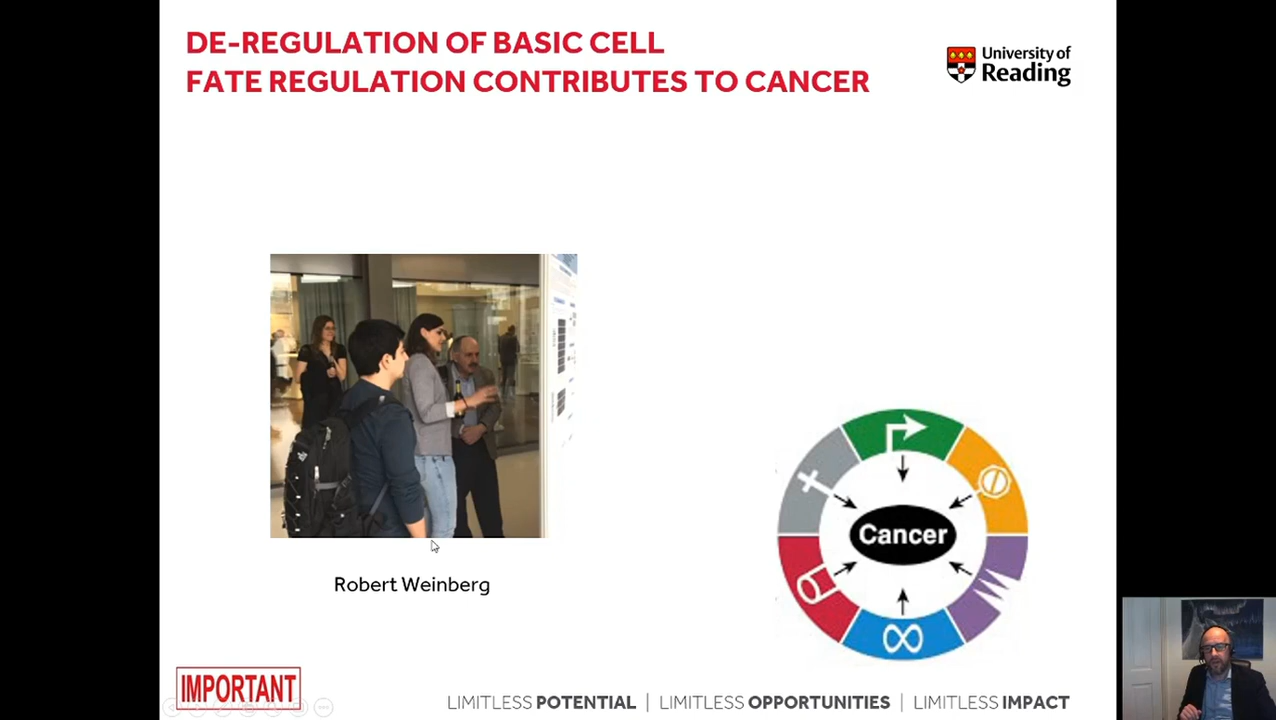 DE-REGULATION OF BASIC CELL
FATE REGULATION CONTRIBUTES TO CANCER
University of
Reading
Cancer
Robert Weinberg
IMPORTANT
LIMITLESS POTENTIAL | LIMITLESS OPPORTUNITIES | LIMITLESS IMPACT